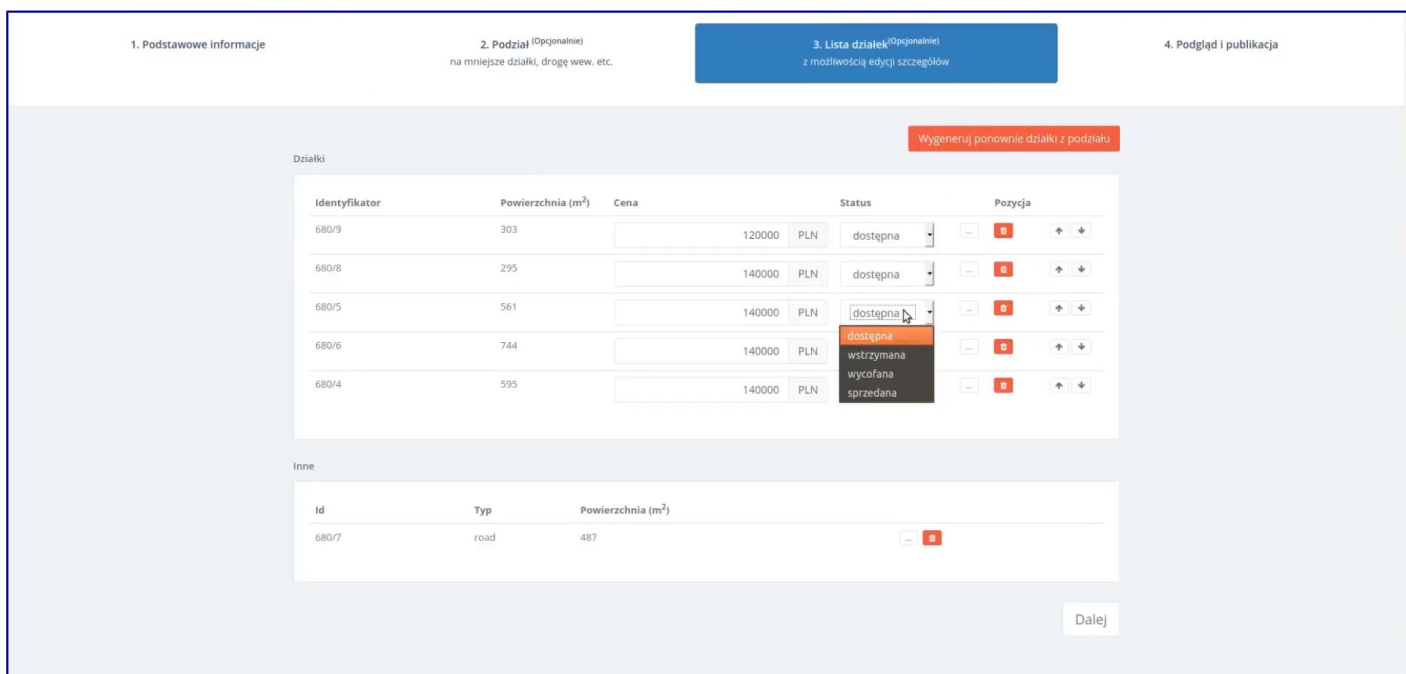 1. Podstawowe informacje
2. Podział (Opcjonalnie)
na mniejsze działki, drogę wew. etc.
3. Lista działek(Opcjonalnie)
z możliwością edycji szczegółów
4. Podgląd i publikacja
Wygeneruj ponownie działki z podziału
Działki
Identyfikator Powierzchnia (m²) Cena Status Pozycja
680/9 303 120000 PLN dostępna ...
680/8 295 140000 PLN dostępna ...
680/5 561 140000 PLN dostępna ...
dostępna
680/6 744 140000 PLN wstrzymana ...
wycofana
680/4 595 140000 PLN sprzedana ...
Inne
Id Typ Powierzchnia (m²)
680/7 road 487 ...
Dalej